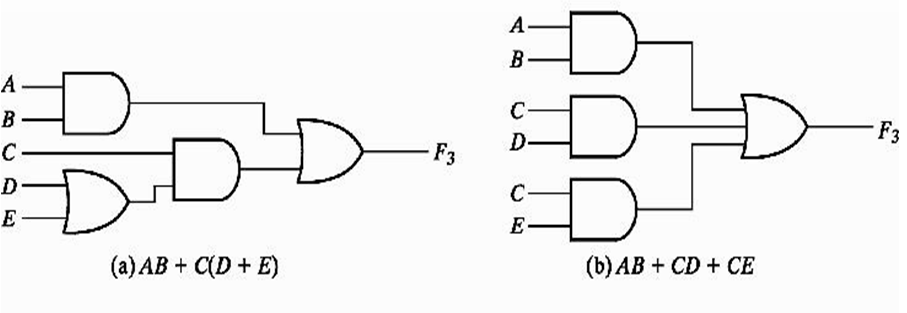 A
B
C
D
E
F3
(a) AB + C(D + E)
A
B
C
D
C
E
F3
(b) AB + CD + CE